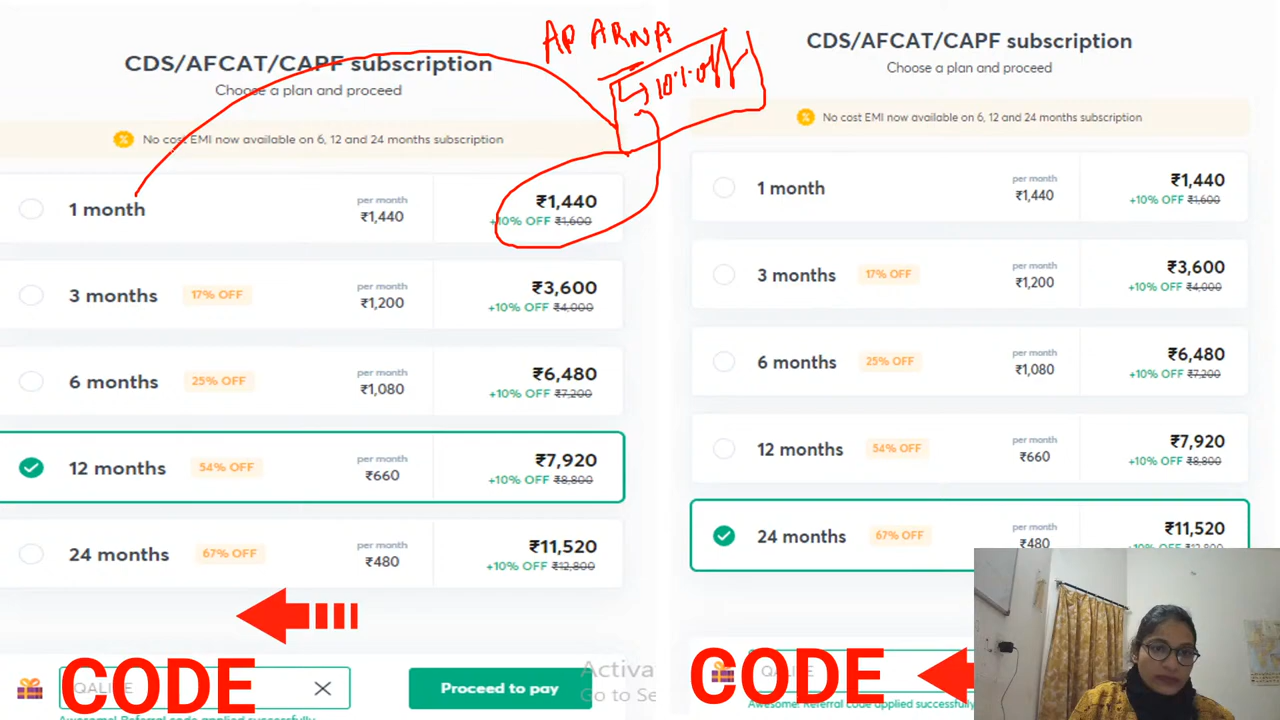 AP ARNA
10% off
CDS/AFCAT/CAPF subscription
Choose a plan and proceed
No cost EMI now available on 6, 12 and 24 months subscription
1 month per month ₹1,440 ₹1,440 +10% OFF ₹1,600
3 months 17% OFF per month ₹1,200 ₹3,600 +10% OFF ₹4,000
6 months 25% OFF per month ₹1,080 ₹6,480 +10% OFF ₹7,200
12 months 54% OFF per month ₹660 ₹7,920 +10% OFF ₹8,800
24 months 67% OFF per month ₹480 ₹11,520 +10% OFF ₹12,800
CODE
Proceed to pay
Awesome! Referral code applied successfully
CDS/AFCAT/CAPF subscription
Choose a plan and proceed
No cost EMI now available on 6, 12 and 24 months subscription
1 month per month ₹1,440 ₹1,440 +10% OFF ₹1,600
3 months 17% OFF per month ₹1,200 ₹3,600 +10% OFF ₹4,000
6 months 25% OFF per month ₹1,080 ₹6,480 +10% OFF ₹7,200
12 months 54% OFF per month ₹660 ₹7,920 +10% OFF ₹8,800
24 months 67% OFF per month ₹480 ₹11,520 +10% OFF ₹12,800
CODE
Awesome! Referral code applied successfully
Activa
Go to Se